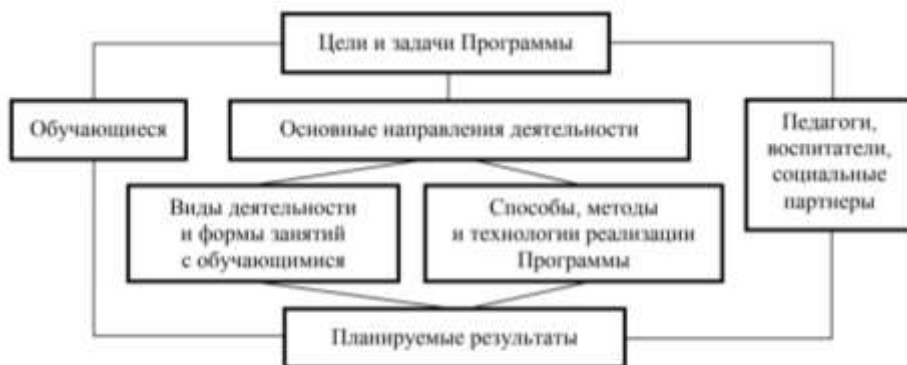 Цели и задачи Программы
Обучающиеся
Основные направления деятельности
Педагоги,
воспитатели,
социальные
партнеры
Виды деятельности
и формы занятий
с обучающимися
Способы, методы
и технологии реализации
Программы
Планируемые результаты